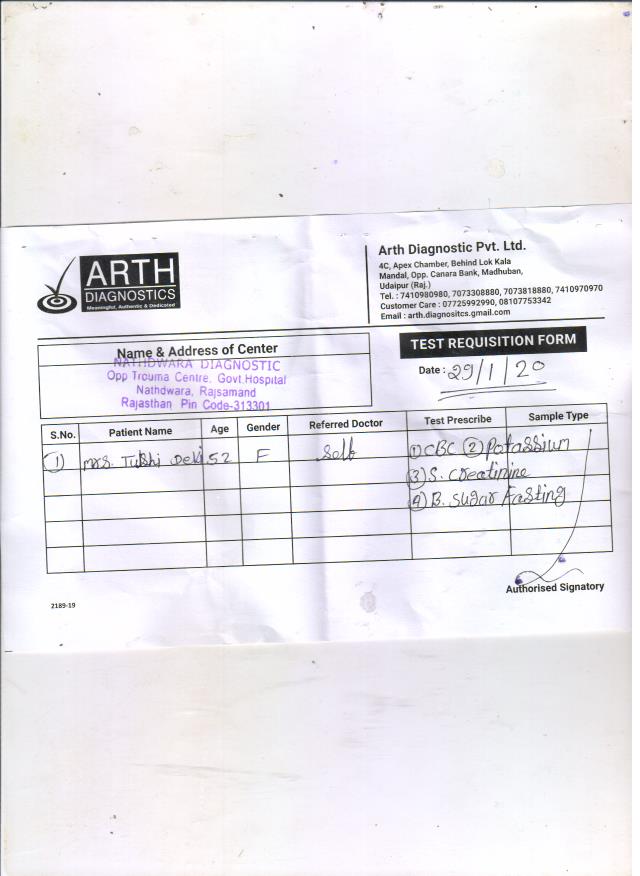 ARTH
DIAGNOSTICS
Meaningful, Authentic & Dedicated
Arth Diagnostic Pvt. Ltd.
4C, Apex Chamber, Behind Lok Kala
Mandal, Opp. Canara Bank, Madhuban,
Udaipur (Raj.)
Tel. : 7410980980, 7073308880, 7073818880, 7410970970
Customer Care : 07725992990, 08107753342
Email : arth.diagnositcs.gmail.com
Name & Address of Center
NATHDWARA DIAGNOSTIC
Opp Trouma Centre, Govt.Hospital
Nathdwara, Rajsamand
Rajasthan Pin Code-313301
TEST REQUISITION FORM
Date : 29/1/20
S.No. Patient Name Age Gender Referred Doctor Test Prescribe Sample Type
(1) Mrs. Tulshi Devi 52 F Self (1) CBC (2) Potassium
(3) S. Creatinine
(4) B. Sugar Fasting
Authorised Signatory
2189-19